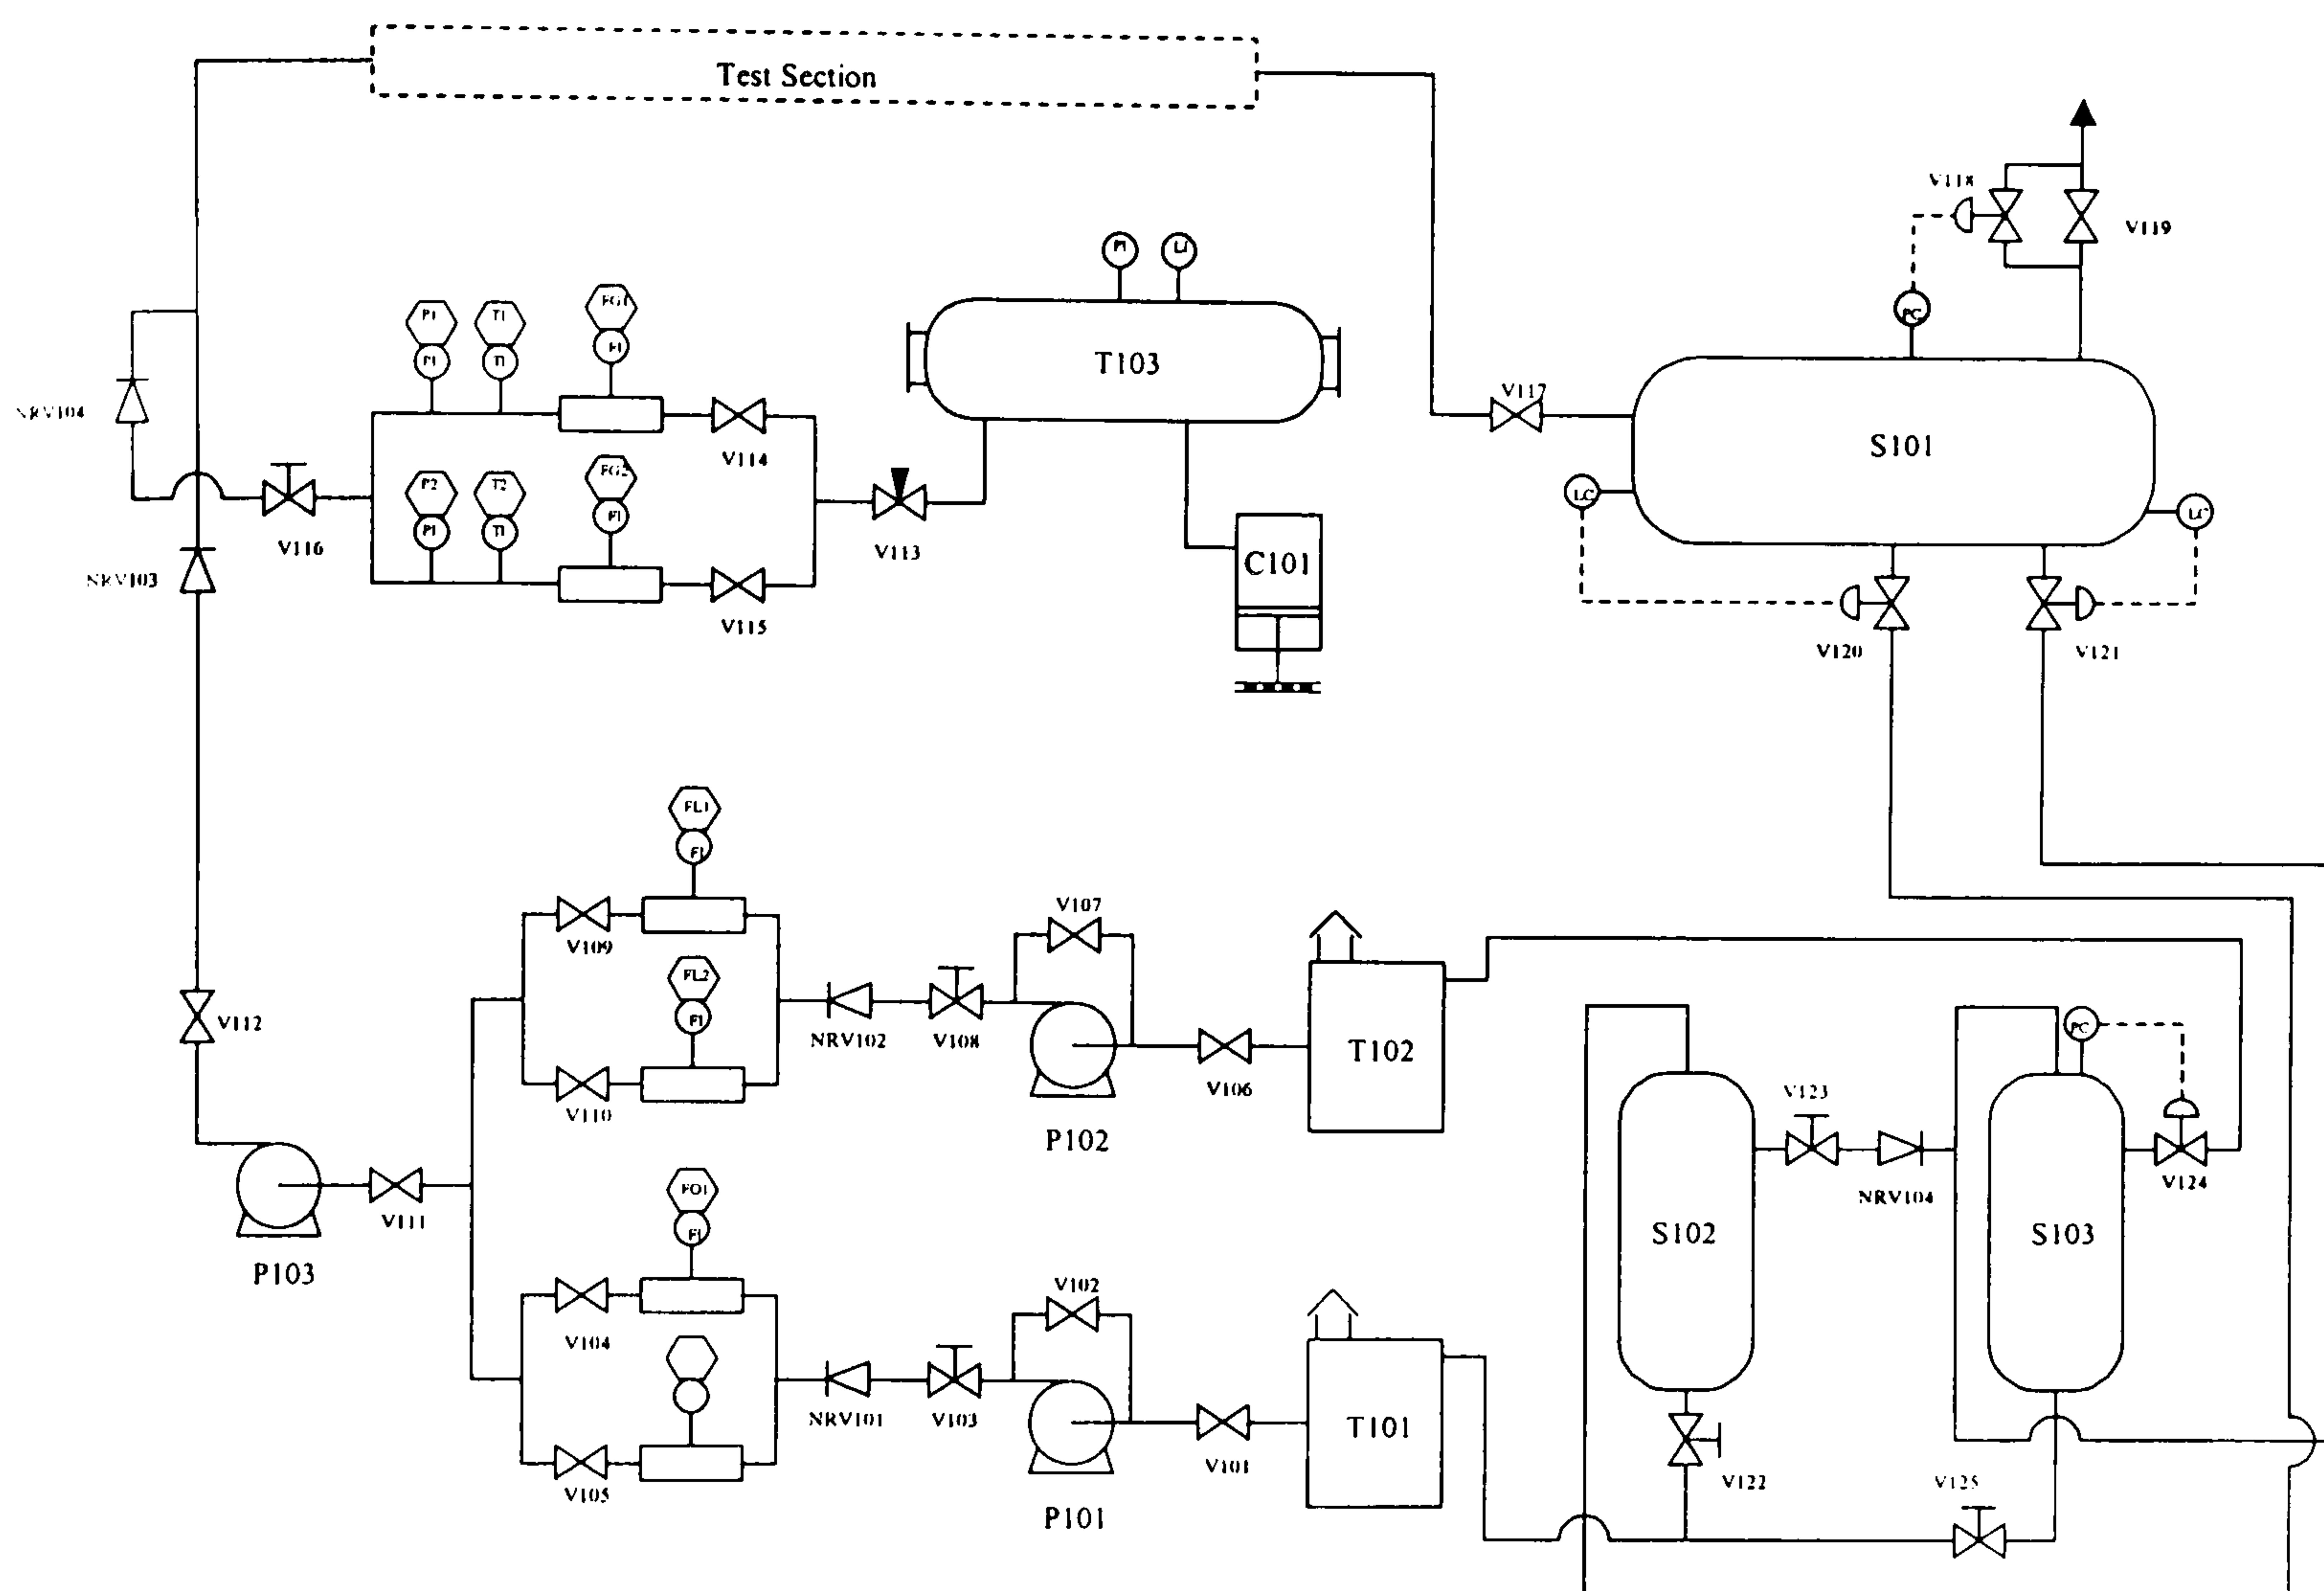 Test Section
V118
V119
PI
LI
FG1
P1
T1
FI
PI
TI
PC
T103
V117
NRV104
V114
S101
FG2
P2
T2
FI
PI
TI
LC
LC
V116
V113
C101
NRV103
V115
V120
V121
FL1
FI
V107
V109
FL2
FI
V112
NRV102
V108
T102
PC
V106
V123
V110
P102
V124
FO1
V111
NRV104
FI
S102
S103
P103
V102
V104
NRV101
V103
T101
V101
V122
V125
V105
P101